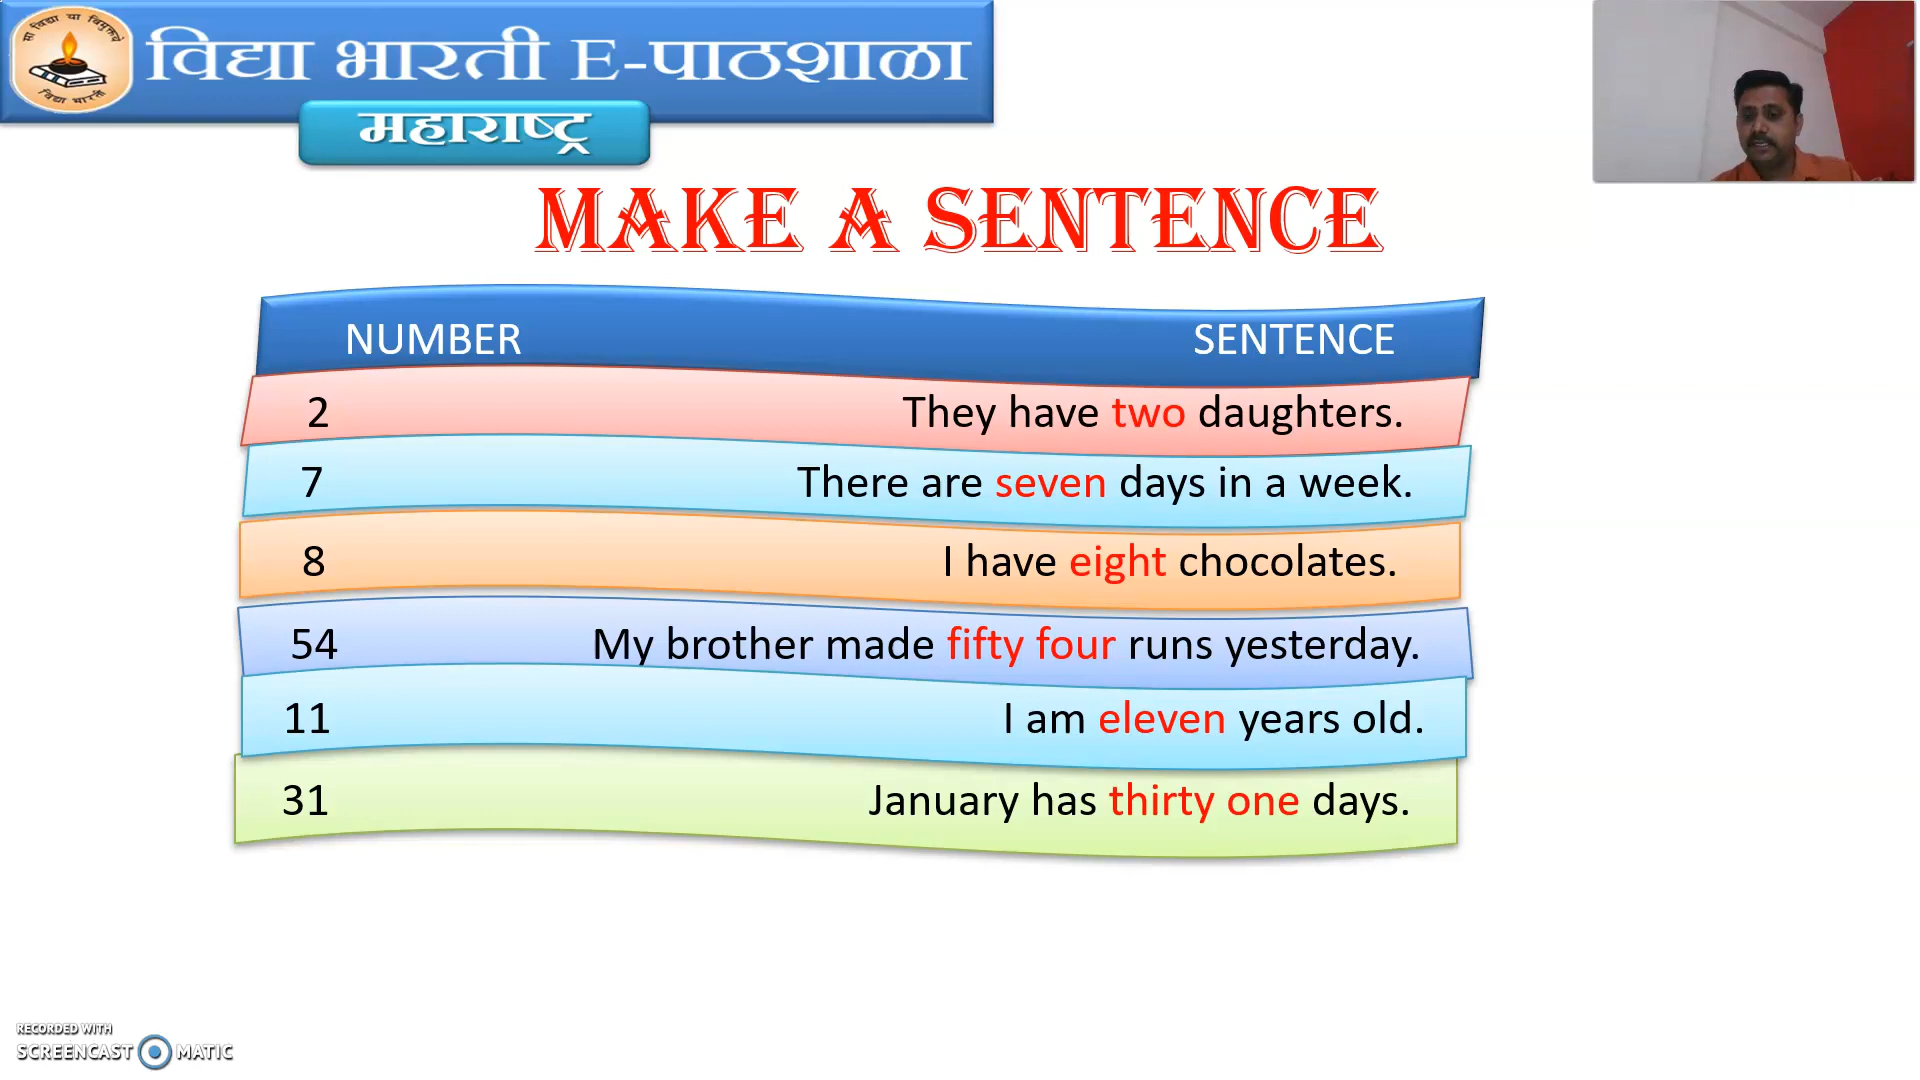 सा विद्या या विमुक्तये
विद्या भारती
विद्या भारती E-पाठशाळा
महाराष्ट्र
MAKE A SENTENCE
NUMBER SENTENCE
2 They have two daughters.
7 There are seven days in a week.
8 I have eight chocolates.
54 My brother made fifty four runs yesterday.
11 I am eleven years old.
31 January has thirty one days.
RECORDED WITH
SCREENCAST MATIC